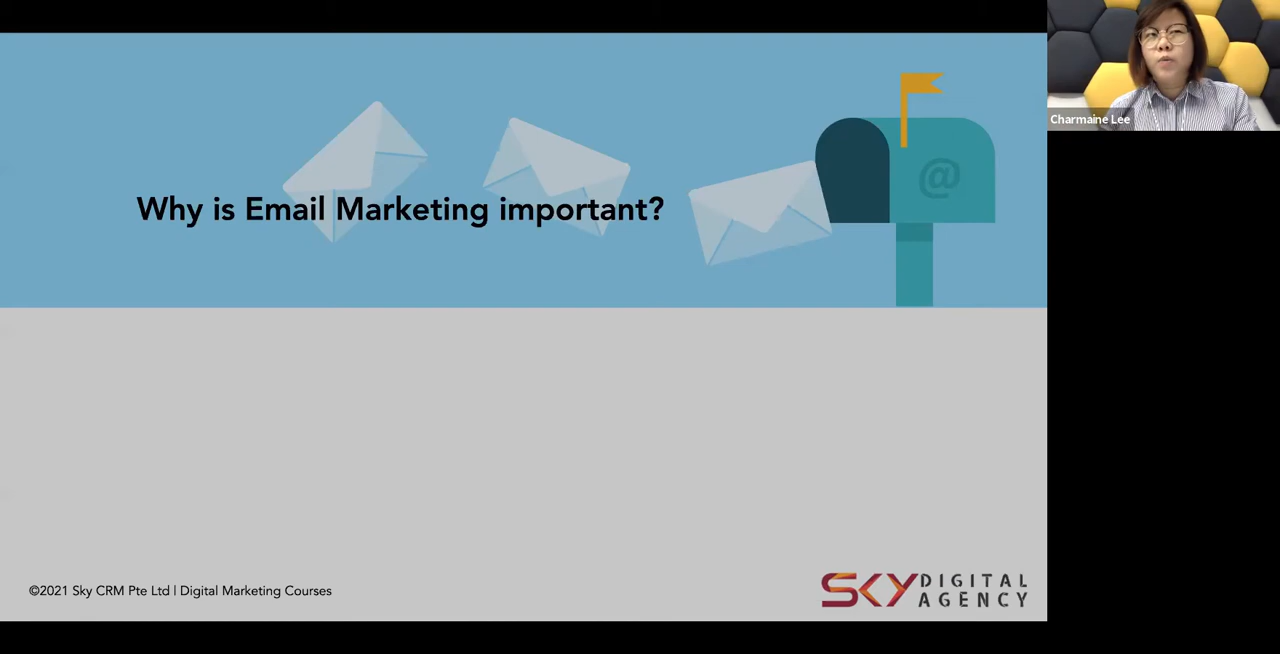 Why is Email Marketing important?
@
Charmaine Lee
©2021 Sky CRM Pte Ltd | Digital Marketing Courses
SKY DIGITAL
AGENCY